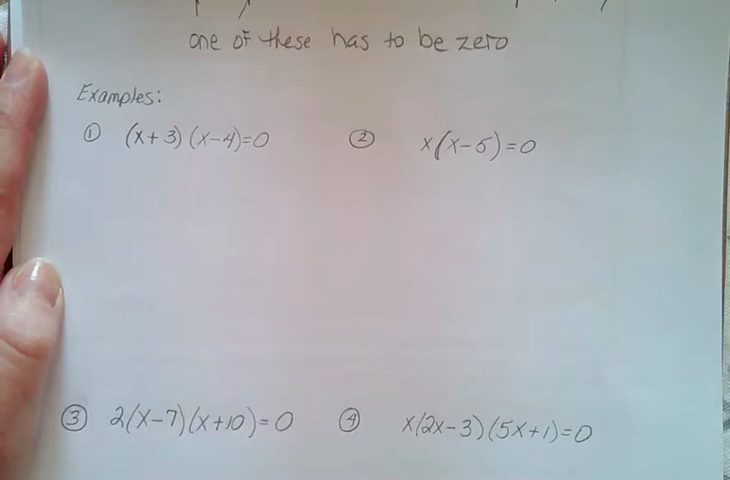 one of these has to be zero
Examples:
① (x+3)(x-4)=0 ② x(x-5)=0
③ 2(x-7)(x+10)=0 ④ x(2x-3)(5x+1)=0